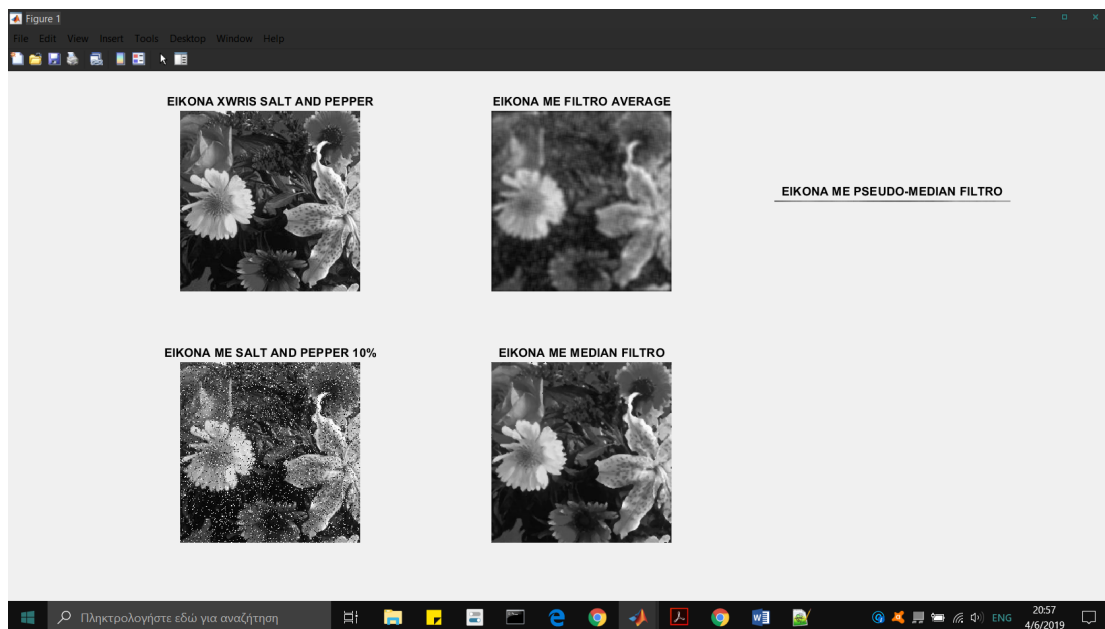 Figure 1
File Edit View Insert Tools Desktop Window Help
EIKONA XWRIS SALT AND PEPPER
EIKONA ME FILTRO AVERAGE
EIKONA ME PSEUDO-MEDIAN FILTRO
EIKONA ME SALT AND PEPPER 10%
EIKONA ME MEDIAN FILTRO
Πληκτρολογήστε εδώ για αναζήτηση
ENG
20:57
4/6/2019